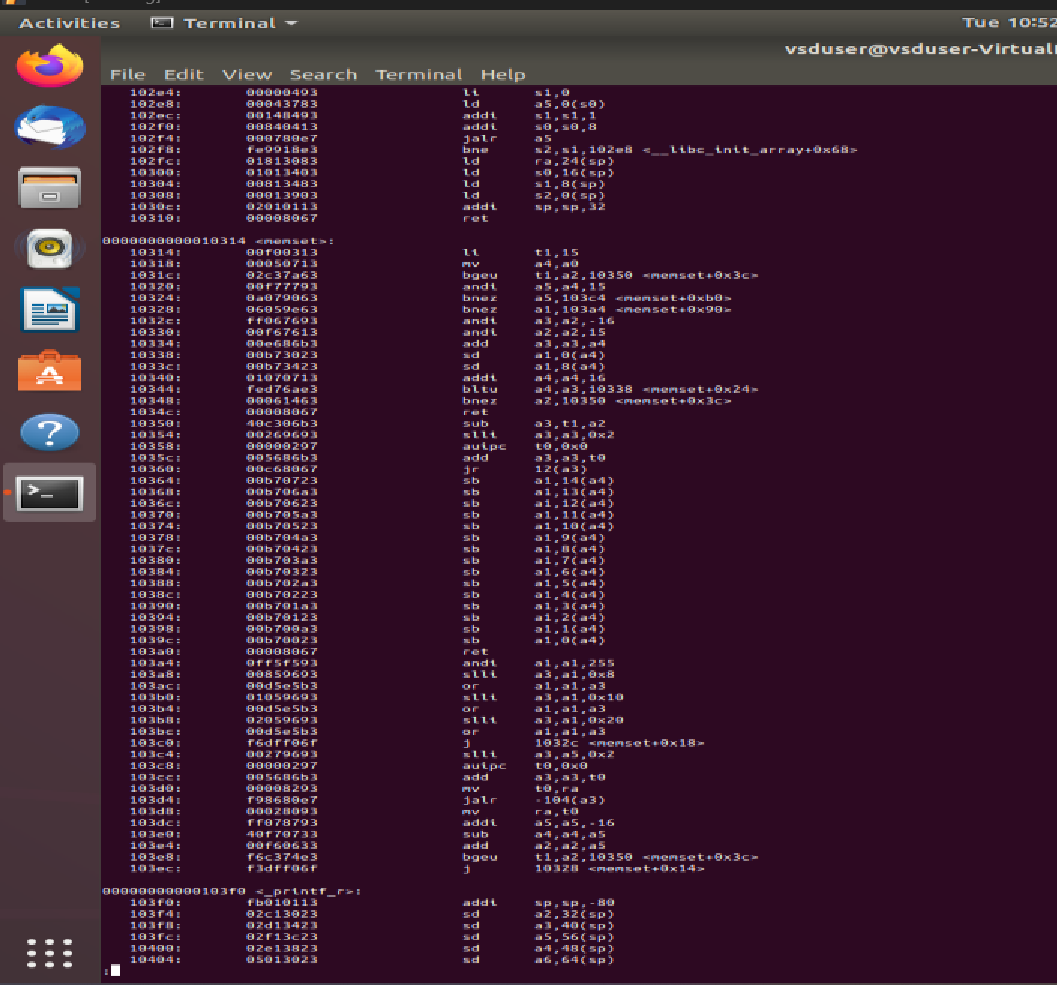 Activities Terminal Tue 10:52
vsduser@vsduser-Virtual
File Edit View Search Terminal Help
102e4: 00000493 li s1,0
102e8: 00043783 ld a5,0(s0)
102ec: 00148493 addi s1,s1,1
102f0: 00840413 addi s0,s0,8
102f4: 000780e7 jalr a5
102f8: fe9918e3 bne s2,s1,102e8 <__libc_init_array+0x68>
102fc: 01813083 ld ra,24(sp)
10300: 01013403 ld s0,16(sp)
10304: 00813483 ld s1,8(sp)
10308: 00013903 ld s2,0(sp)
1030c: 02010113 addi sp,sp,32
10310: 00008067 ret
0000000000010314 <memset>:
10314: 00f00313 li t1,15
10318: 00050713 mv a4,a0
1031c: 02c37a63 bgeu t1,a2,10350 <memset+0x3c>
10320: 00f77793 andi a5,a4,15
10324: 0a079063 bnez a5,103c4 <memset+0xb0>
10328: 06059e63 bnez a1,103a4 <memset+0x90>
1032c: ff067693 andi a3,a2,-16
10330: 00f67613 andi a2,a2,15
10334: 00e686b3 add a3,a3,a4
10338: 00b73023 sd a1,0(a4)
1033c: 00b73423 sd a1,8(a4)
10340: 01070713 addi a4,a4,16
10344: fed76ae3 bltu a4,a3,10338 <memset+0x24>
10348: 00061463 bnez a2,10350 <memset+0x3c>
1034c: 00008067 ret
10350: 40c306b3 sub a3,t1,a2
10354: 00269693 slli a3,a3,0x2
10358: 00000297 auipc t0,0x0
1035c: 005686b3 add a3,a3,t0
10360: 00c68067 jr 12(a3)
10364: 00b70723 sb a1,14(a4)
10368: 00b706a3 sb a1,13(a4)
1036c: 00b70623 sb a1,12(a4)
10370: 00b705a3 sb a1,11(a4)
10374: 00b70523 sb a1,10(a4)
10378: 00b704a3 sb a1,9(a4)
1037c: 00b70423 sb a1,8(a4)
10380: 00b703a3 sb a1,7(a4)
10384: 00b70323 sb a1,6(a4)
10388: 00b702a3 sb a1,5(a4)
1038c: 00b70223 sb a1,4(a4)
10390: 00b701a3 sb a1,3(a4)
10394: 00b70123 sb a1,2(a4)
10398: 00b700a3 sb a1,1(a4)
1039c: 00b70023 sb a1,0(a4)
103a0: 00008067 ret
103a4: 0ff5f593 andi a1,a1,255
103a8: 00859693 slli a3,a1,0x8
103ac: 00d5e5b3 or a1,a1,a3
103b0: 01059693 slli a3,a1,0x10
103b4: 00d5e5b3 or a1,a1,a3
103b8: 02059693 slli a3,a1,0x20
103bc: 00d5e5b3 or a1,a1,a3
103c0: f6dff06f j 1032c <memset+0x18>
103c4: 00279693 slli a3,a5,0x2
103c8: 00000297 auipc t0,0x0
103cc: 005686b3 add a3,a3,t0
103d0: 00008293 mv t0,ra
103d4: f98680e7 jalr -104(a3)
103d8: 00028093 mv ra,t0
103dc: ff078793 addi a5,a5,-16
103e0: 40f70733 sub a4,a4,a5
103e4: 00f60633 add a2,a2,a5
103e8: f6c374e3 bgeu t1,a2,10350 <memset+0x3c>
103ec: f3dff06f j 10328 <memset+0x14>
00000000000103f0 <_printf_r>:
103f0: fb010113 addi sp,sp,-80
103f4: 02c13023 sd a2,32(sp)
103f8: 02d13423 sd a3,40(sp)
103fc: 02f13c23 sd a5,56(sp)
10400: 02e13823 sd a4,48(sp)
10404: 05013023 sd a6,64(sp)
: